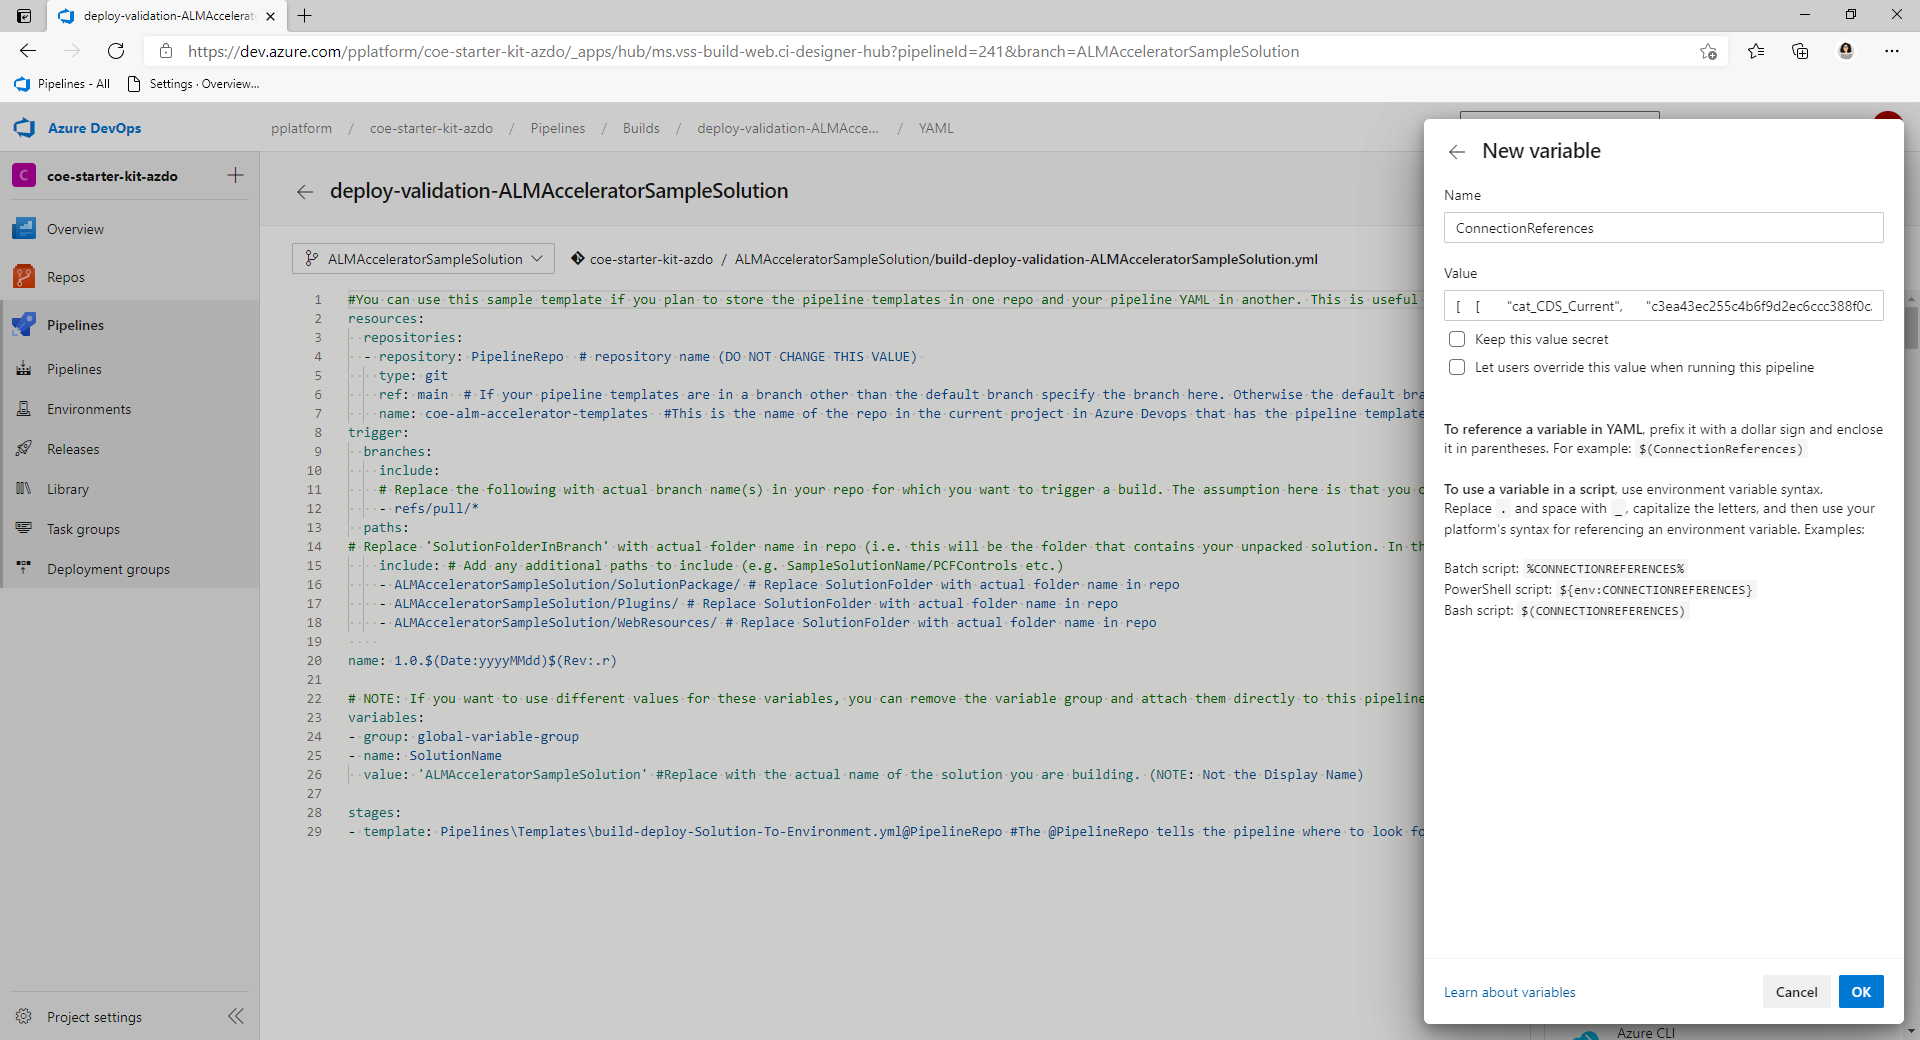 deploy-validation-ALMAccelerat
https://dev.azure.com/pplatform/coe-starter-kit-azdo/_apps/hub/ms.vss-build-web.ci-designer-hub?pipelineId=241&branch=ALMAcceleratorSampleSolution
Pipelines - All
Settings · Overview...
Azure DevOps
pplatform / coe-starter-kit-azdo / Pipelines / Builds / deploy-validation-ALMAcce... / YAML
C coe-starter-kit-azdo
Overview
Repos
Pipelines
Pipelines
Environments
Releases
Library
Task groups
Deployment groups
Project settings
deploy-validation-ALMAcceleratorSampleSolution
ALMAcceleratorSampleSolution
coe-starter-kit-azdo / ALMAcceleratorSampleSolution/build-deploy-validation-ALMAcceleratorSampleSolution.yml
1 #You can use this sample template if you plan to store the pipeline templates in one repo and your pipeline YAML in another. This is useful
2 resources:
3 repositories:
4 - repository: PipelineRepo # repository name (DO NOT CHANGE THIS VALUE)
5 type: git
6 ref: main # If your pipeline templates are in a branch other than the default branch specify the branch here. Otherwise the default bra
7 name: coe-alm-accelerator-templates #This is the name of the repo in the current project in Azure Devops that has the pipeline template
8 trigger:
9 branches:
10 include:
11 # Replace the following with actual branch name(s) in your repo for which you want to trigger a build. The assumption here is that you
12 - refs/pull/*
13 paths:
14 # Replace 'SolutionFolderInBranch' with actual folder name in repo (i.e. this will be the folder that contains your unpacked solution. In th
15 include: # Add any additional paths to include (e.g. SampleSolutionName/PCFControls etc.)
16 - ALMAcceleratorSampleSolution/SolutionPackage/ # Replace SolutionFolder with actual folder name in repo
17 - ALMAcceleratorSampleSolution/Plugins/ # Replace SolutionFolder with actual folder name in repo
18 - ALMAcceleratorSampleSolution/WebResources/ # Replace SolutionFolder with actual folder name in repo
19
20 name: 1.0.$(Date:yyyyMMdd)$(Rev:.r)
21
22 # NOTE: If you want to use different values for these variables, you can remove the variable group and attach them directly to this pipeline
23 variables:
24 - group: global-variable-group
25 - name: SolutionName
26 value: 'ALMAcceleratorSampleSolution' #Replace with the actual name of the solution you are building. (NOTE: Not the Display Name)
27
28 stages:
29 - template: Pipelines\Templates\build-deploy-Solution-To-Environment.yml@PipelineRepo #The @PipelineRepo tells the pipeline where to look fo
New variable
Name
ConnectionReferences
Value
[ [ "cat_CDS_Current", "c3ea43ec255c4b6f9d2ec6ccc388f0c
Keep this value secret
Let users override this value when running this pipeline
To reference a variable in YAML, prefix it with a dollar sign and enclose
it in parentheses. For example: $(ConnectionReferences)
To use a variable in a script, use environment variable syntax.
Replace . and space with _, capitalize the letters, and then use your
platform's syntax for referencing an environment variable. Examples:
Batch script: %CONNECTIONREFERENCES%
PowerShell script: ${env:CONNECTIONREFERENCES}
Bash script: $(CONNECTIONREFERENCES)
Learn about variables
Cancel
OK
Azure CLI